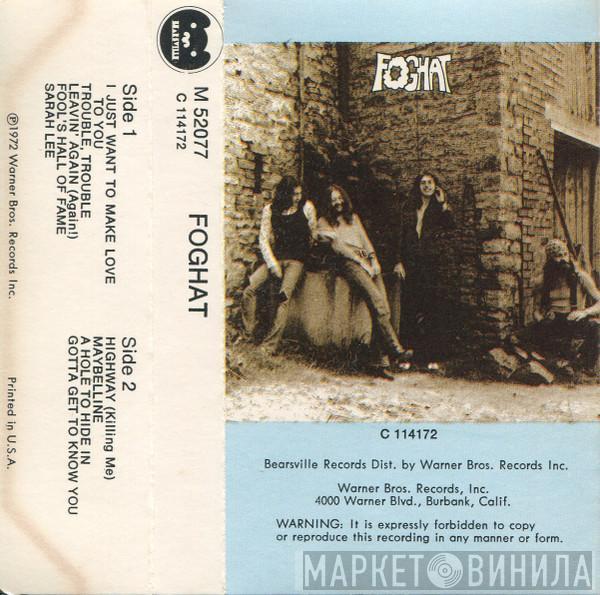 Side 1
I JUST WANT TO MAKE LOVE
TO YOU
TROUBLE, TROUBLE
LEAVIN' AGAIN (Again!)
FOOL'S HALL OF FAME
SARAH LEE
Side 2
HIGHWAY (Killing Me)
MAYBELLINE
A HOLE TO HIDE IN
GOTTA GET TO KNOW YOU
℗1972 Warner Bros. Records Inc.
Printed in U.S.A.
BEARSVILLE
M 52077
C 114172
FOGHAT
FOGHAT
C 114172
Bearsville Records Dist. by Warner Bros. Records Inc.
Warner Bros. Records, Inc.
4000 Warner Blvd., Burbank, Calif.
WARNING: It is expressly forbidden to copy
or reproduce this recording in any manner or form.
МАРКЕТ ВИНИЛА